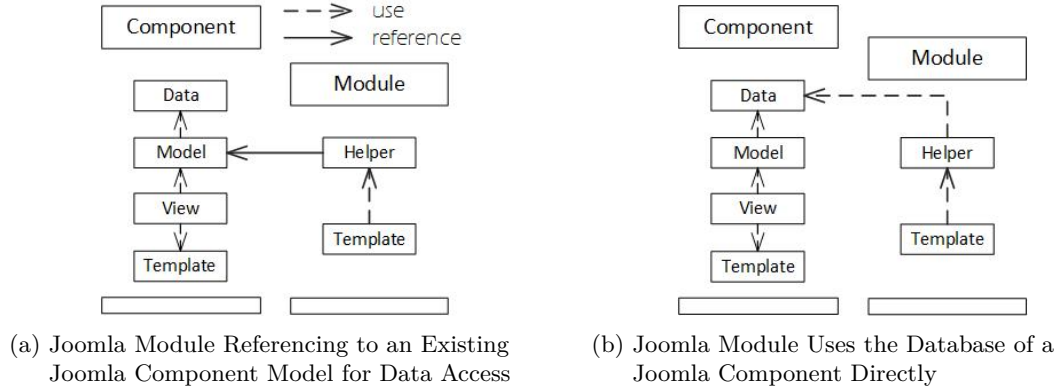 Component
use
reference
Module
Data
Model
Helper
View
Template
Template
(a) Joomla Module Referencing to an Existing
Joomla Component Model for Data Access
Component
Module
Data
Model
Helper
View
Template
Template
(b) Joomla Module Uses the Database of a
Joomla Component Directly